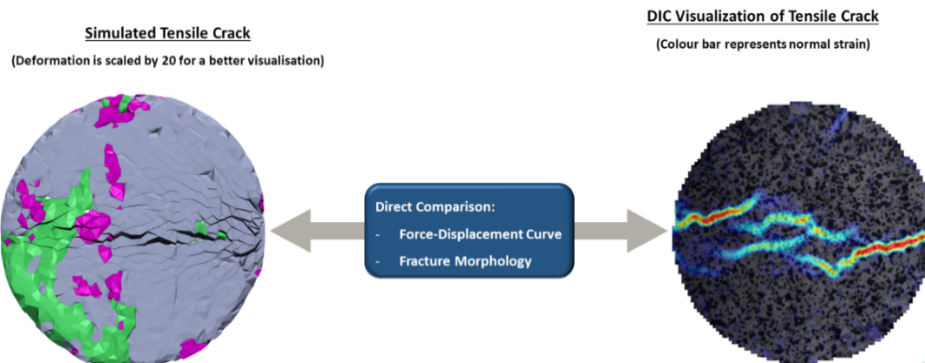 Simulated Tensile Crack
(Deformation is scaled by 20 for a better visualisation)
DIC Visualization of Tensile Crack
(Colour bar represents normal strain)
Direct Comparison:
- Force-Displacement Curve
- Fracture Morphology